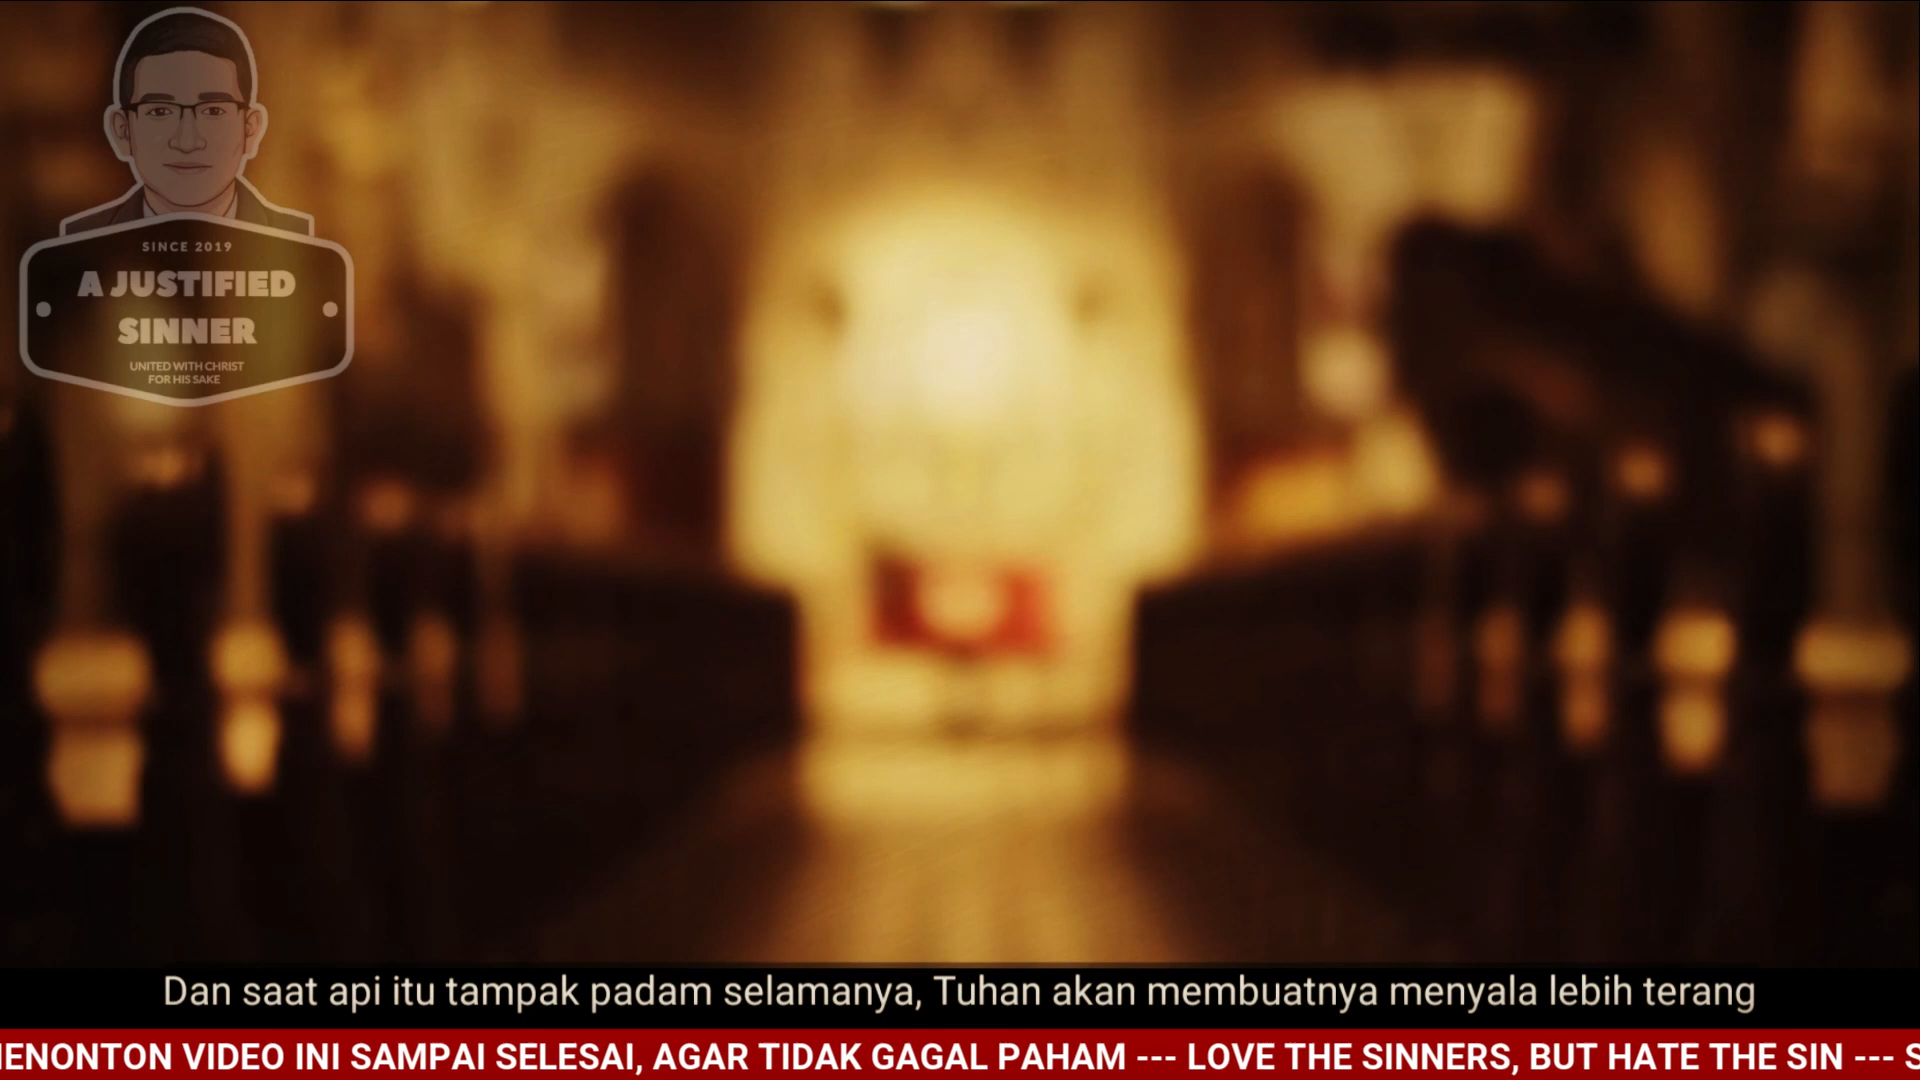 SINCE 2019
A JUSTIFIED
SINNER
UNITED WITH CHRIST
FOR HIS SAKE
Dan saat api itu tampak padam selamanya, Tuhan akan membuatnya menyala lebih terang
VIDEO INI SAMPAI SELESAI, AGAR TIDAK GAGAL PAHAM --- LOVE THE SINNERS, BUT HATE THE SIN ---